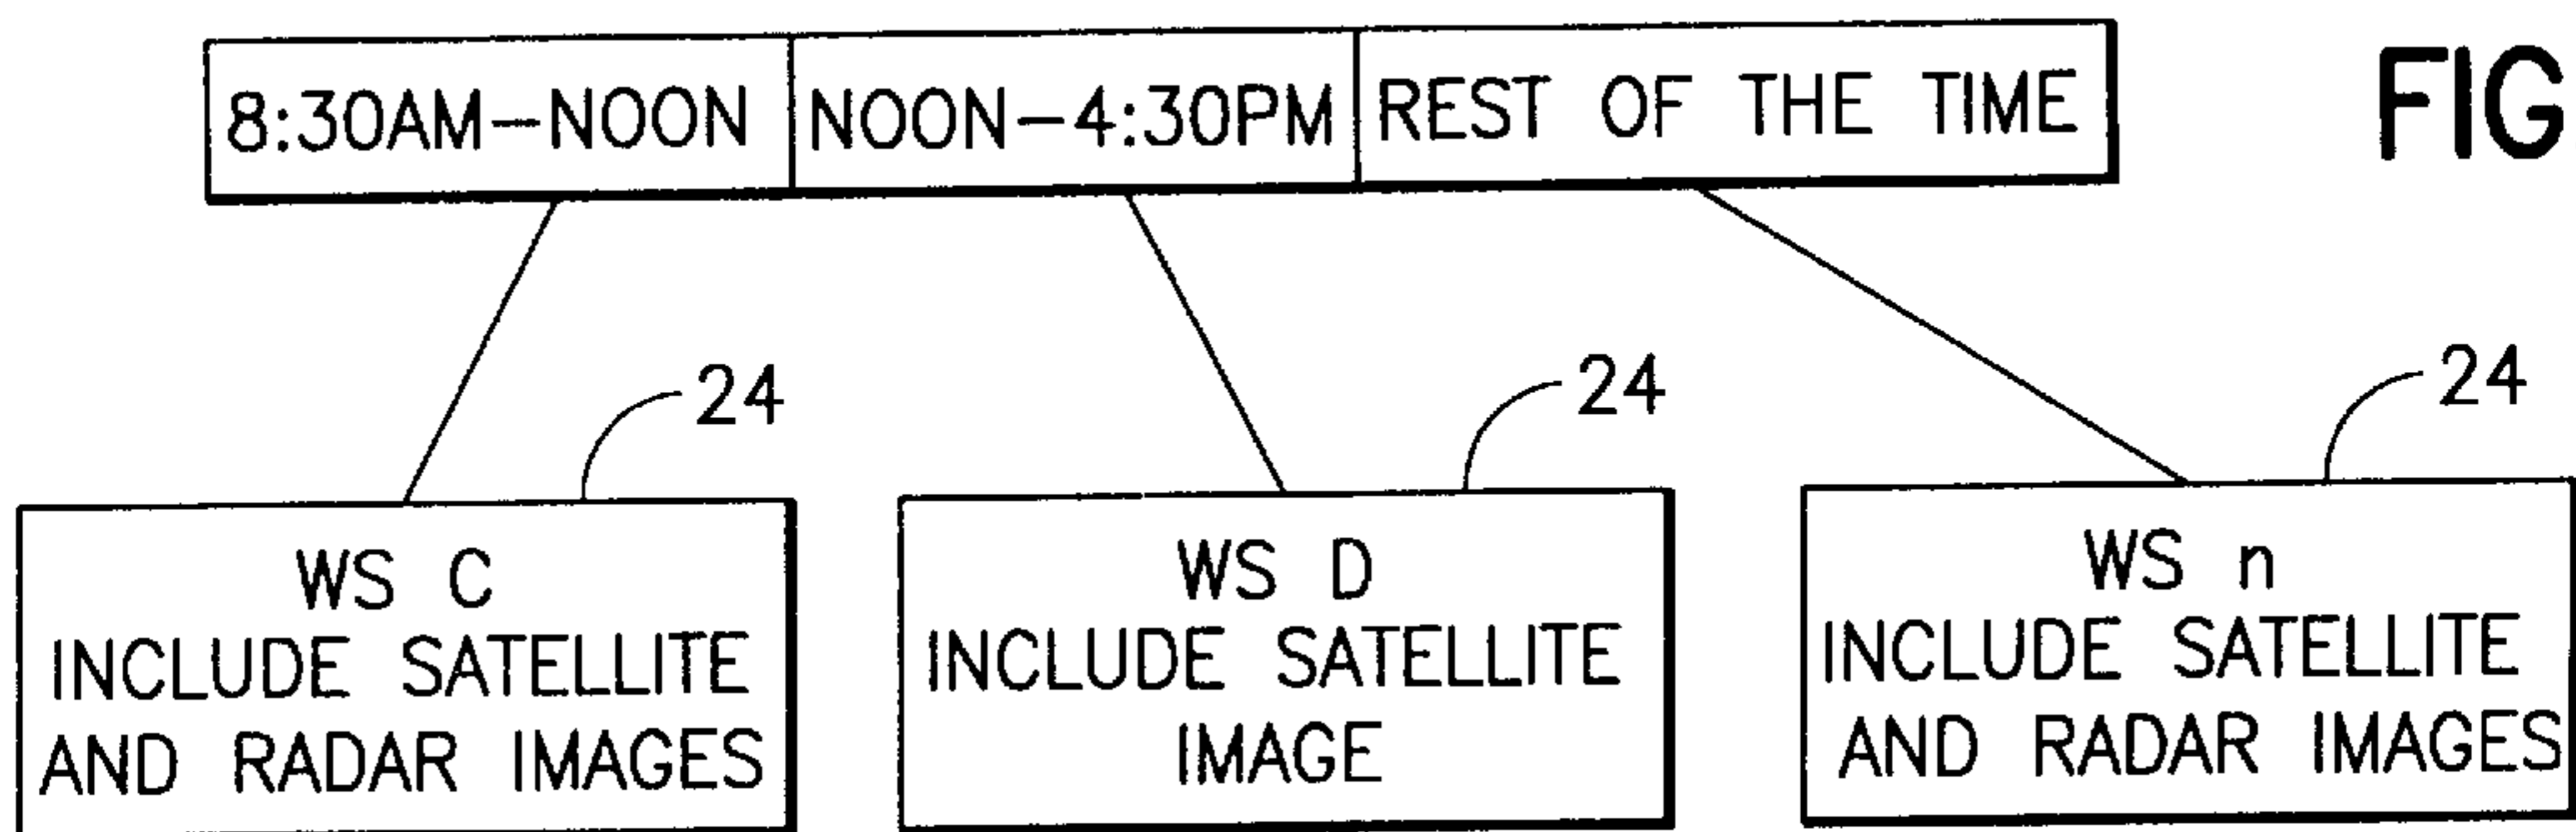 8:30AM-NOON NOON-4:30PM REST OF THE TIME
FIG
24 24 24
WS C
INCLUDE SATELLITE
AND RADAR IMAGES
WS D
INCLUDE SATELLITE
IMAGE
WS n
INCLUDE SATELLITE
AND RADAR IMAGES